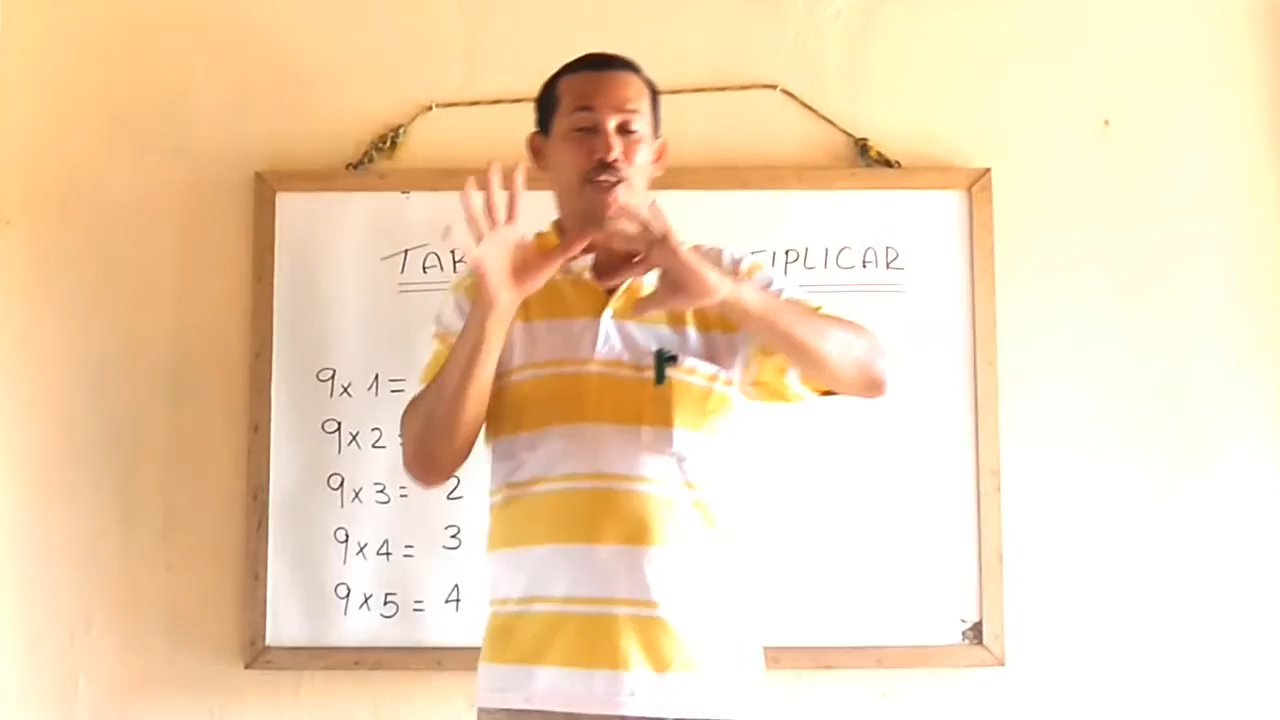 TAB TIPLICAR
9x 1=
9x2=
9x3= 2
9x4= 3
9x5= 4